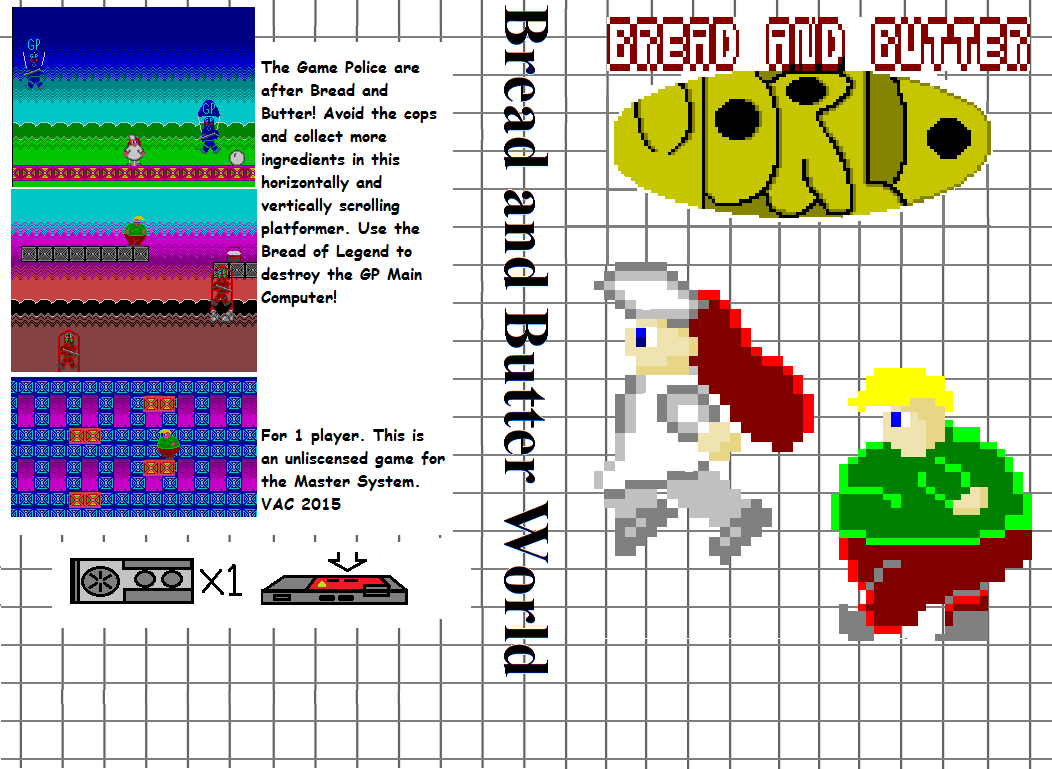 GP
GP
The Game Police are
after Bread and
Butter! Avoid the cops
and collect more
ingredients in this
horizontally and
vertically scrolling
platformer. Use the
Bread of Legend to
destroy the GP Main
Computer!
For 1 player. This is
an unliscensed game for
the Master System.
VAC 2015
X1
Bread and Butter World
BREAD AND BUTTER